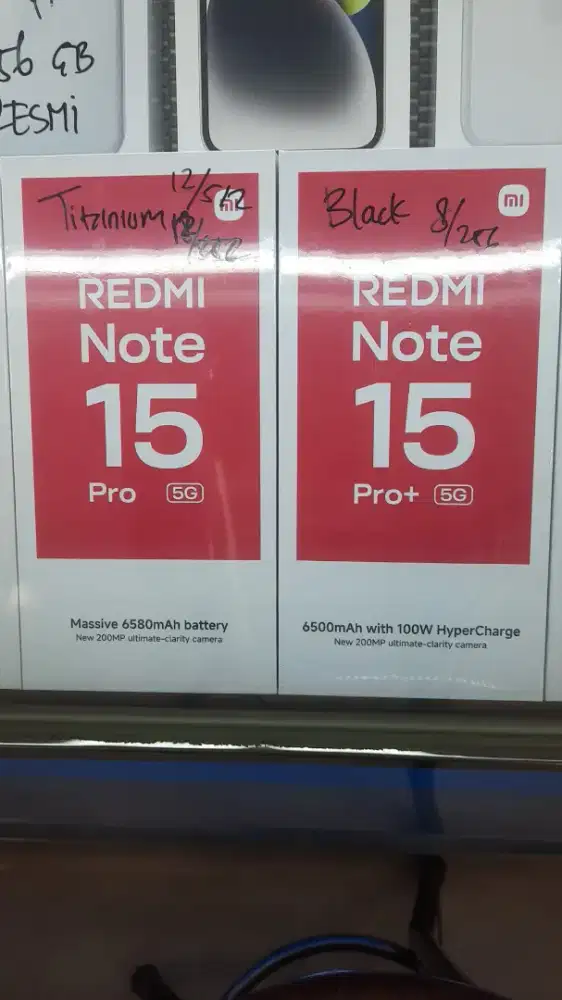 56 GB
RESMi
Titanium 12/512
mi
REDMI
Note
15
Pro 5G
Massive 6580mAh battery
New 200MP ultimate-clarity camera
Black 8/256
mi
REDMI
Note
15
Pro+ 5G
6500mAh with 100W HyperCharge
New 200MP ultimate-clarity camera